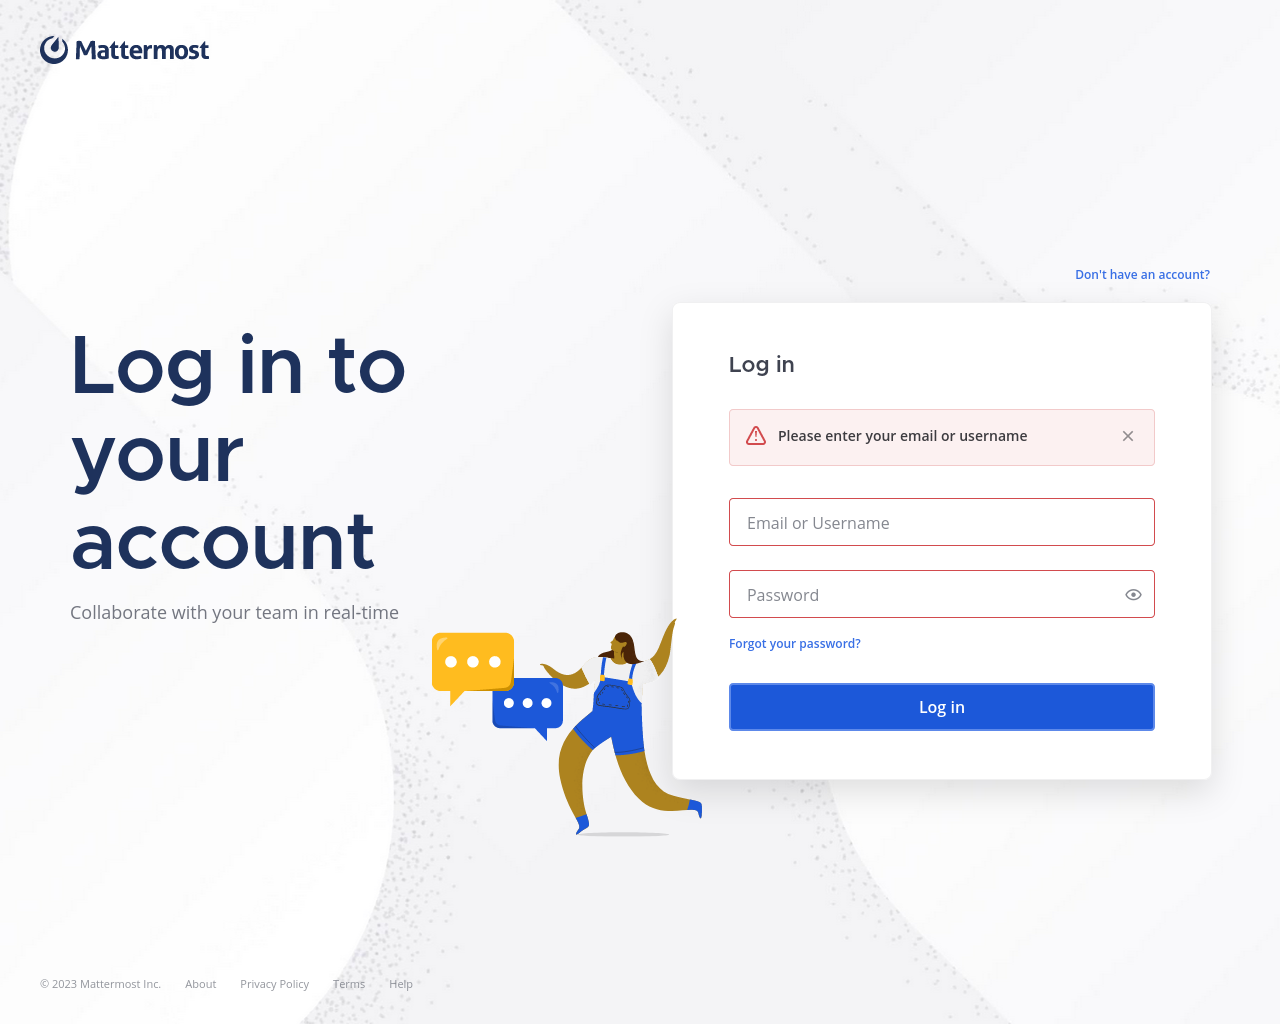 Mattermost
Don't have an account?
Log in to
your
account
Collaborate with your team in real-time
Log in
Please enter your email or username
Email or Username
Password
Forgot your password?
Log in
© 2023 Mattermost Inc. About Privacy Policy Terms Help